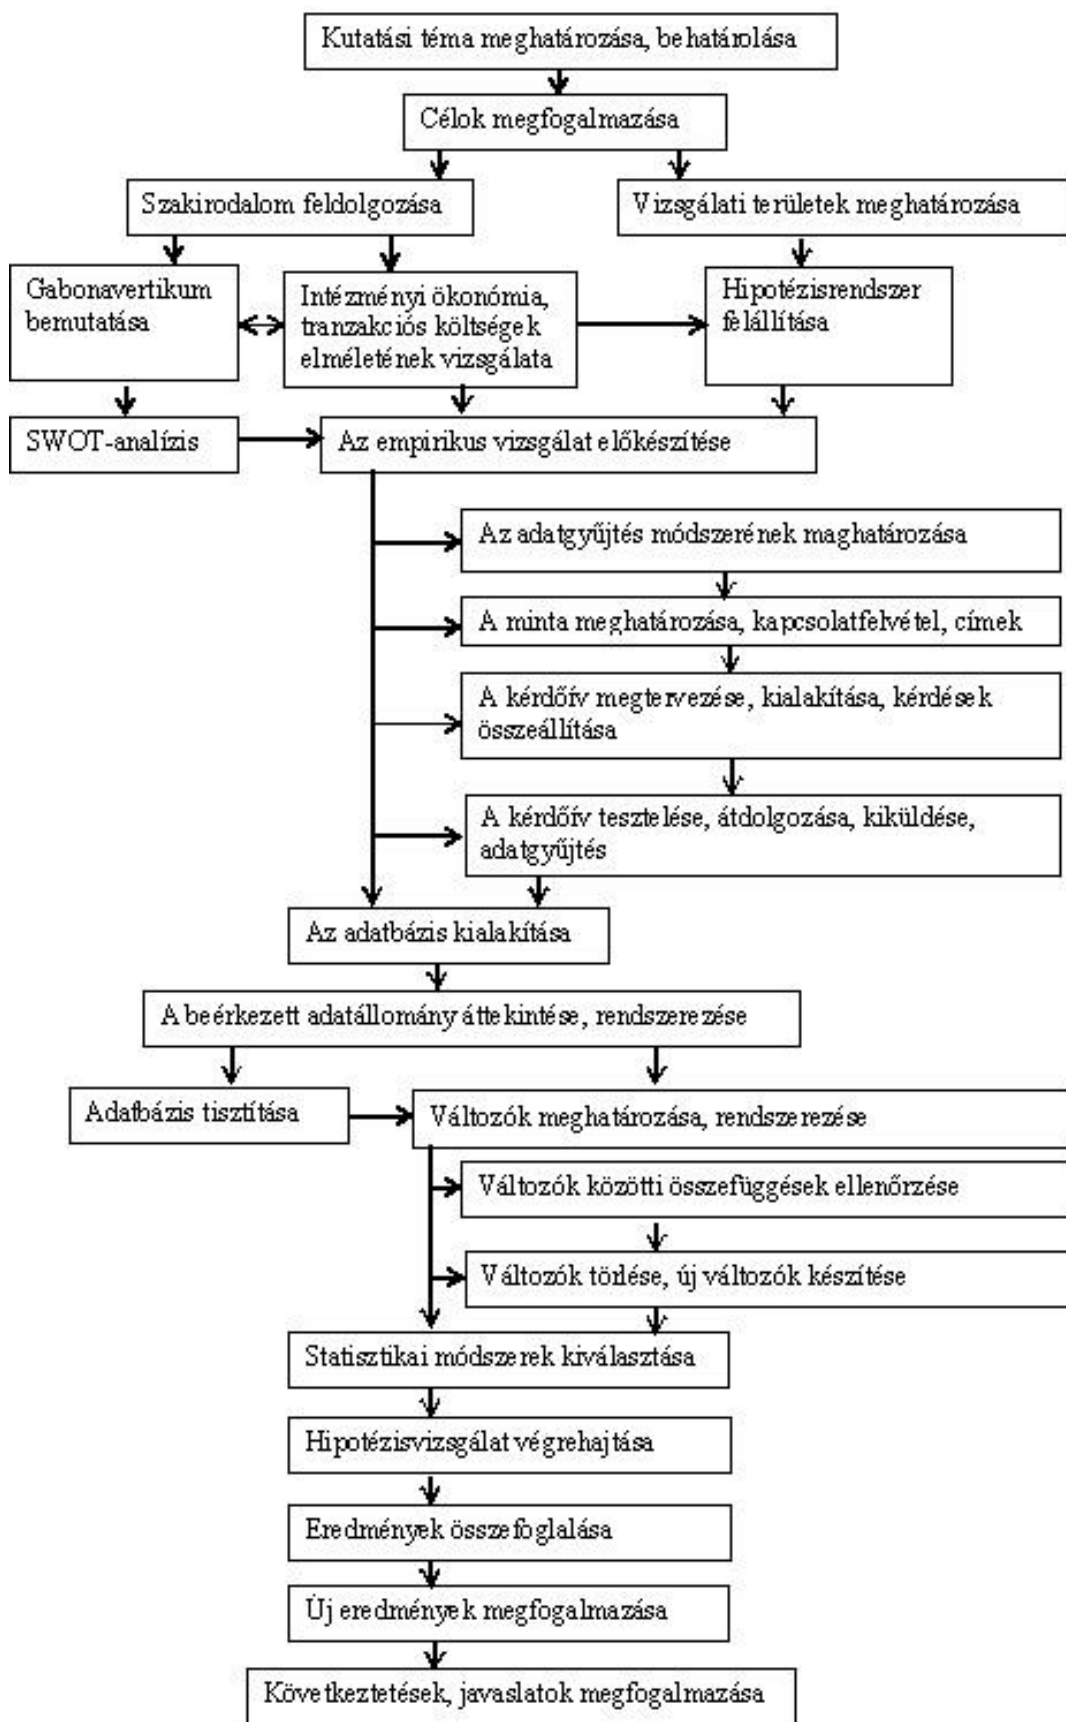 Kutatási téma meghatározása, behatárolása
Célok megfogalmazása
Szakirodalom feldolgozása
Vizsgálati területek meghatározása
Gabonavertikum
bemutatása
Intézményi ökonómia,
tranzakciós költségek
elméletének vizsgálata
Hipotézisrendszer
felállítása
SWOT-analízis
Az empirikus vizsgálat előkészítése
Az adatgyűjtés módszerének maghatározása
A minta meghatározása, kapcsolatfelvétel, címek
A kérdőív megtervezése, kialakítása, kérdések
összeállítása
A kérdőív tesztelése, átdolgozása, kiküldése,
adatgyűjtés
Az adatbázis kialakítása
A beérkezett adatállomány áttekintése, rendszerezése
Adatbázis tisztítása
Változók meghatározása, rendszerezése
Változók közötti összefüggések ellenőrzése
Változók törlése, új változók készítése
Statisztikai módszerek kiválasztása
Hipotézisvizsgálat végrehajtása
Eredmények összefoglalása
Új eredmények megfogalmazása
Következtetések, javaslatok megfogalmazása